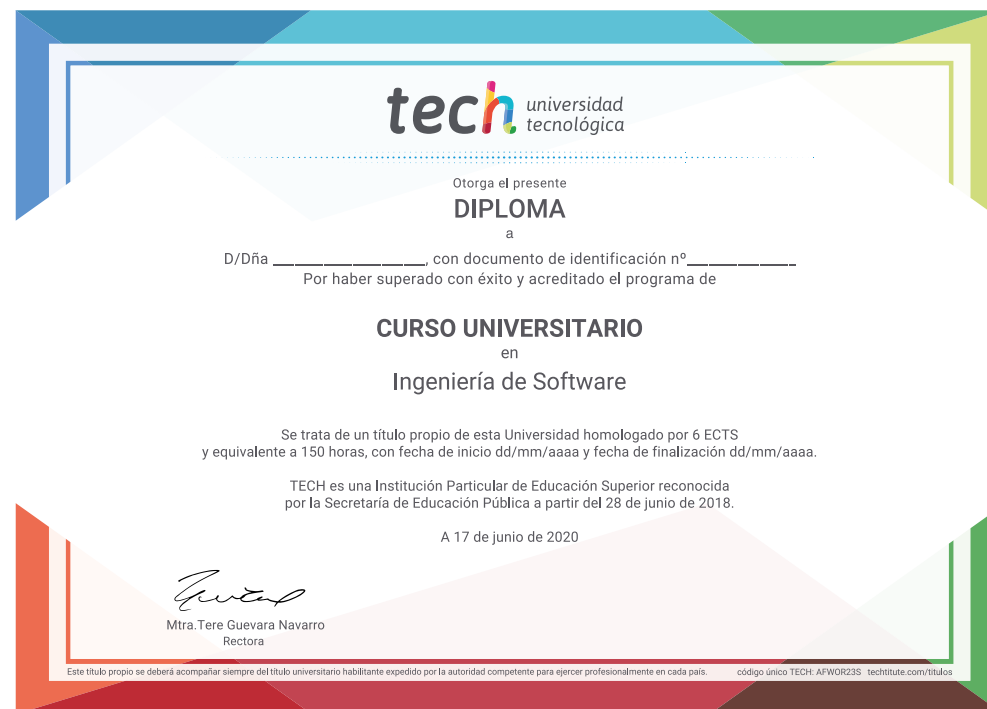 tech universidad
tecnológica
Otorga el presente
DIPLOMA
a
D/Dña ____________________, con documento de identificación nº______________
Por haber superado con éxito y acreditado el programa de
CURSO UNIVERSITARIO
en
Ingeniería de Software
Se trata de un título propio de esta Universidad homologado por 6 ECTS
y equivalente a 150 horas, con fecha de inicio dd/mm/aaaa y fecha de finalización dd/mm/aaaa.
TECH es una Institución Particular de Educación Superior reconocida
por la Secretaría de Educación Pública a partir del 28 de junio de 2018.
A 17 de junio de 2020
Mtra.Tere Guevara Navarro
Rectora
Este título propio se deberá acompañar siempre del título universitario habilitante expedido por la autoridad competente para ejercer profesionalmente en cada país. código único TECH: AFWOR23S techtitute.com/titulos